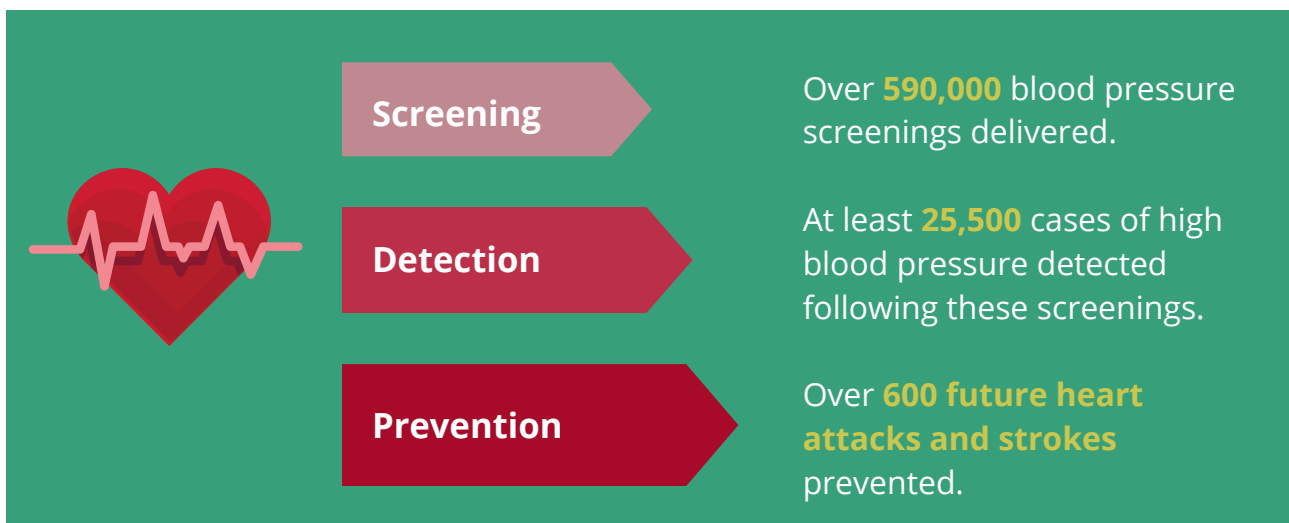 Screening
Over 590,000 blood pressure
screenings delivered.
Detection
At least 25,500 cases of high
blood pressure detected
following these screenings.
Prevention
Over 600 future heart
attacks and strokes
prevented.